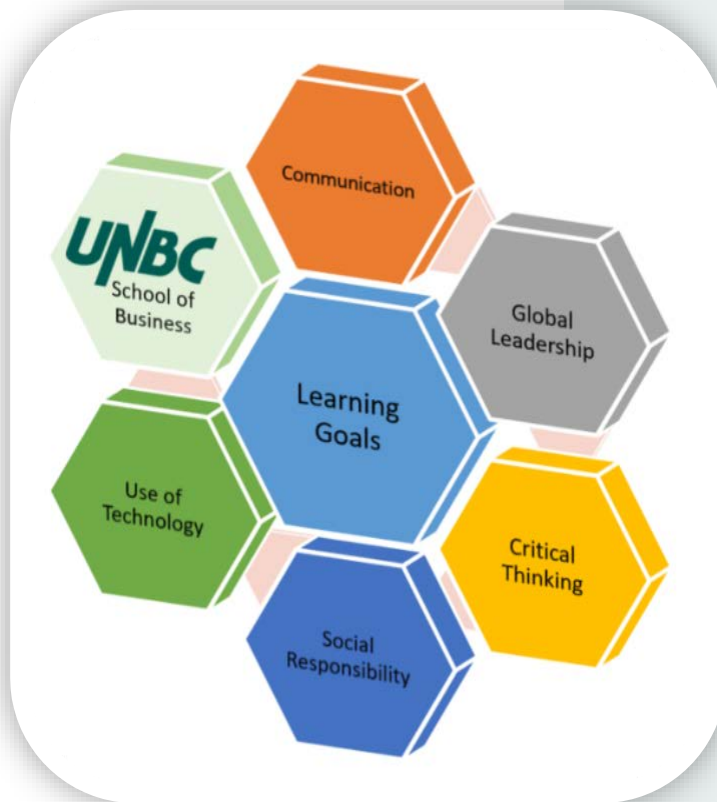 Communication
UNBC
School of
Business
Global
Leadership
Learning
Goals
Use of
Technology
Critical
Thinking
Social
Responsibility